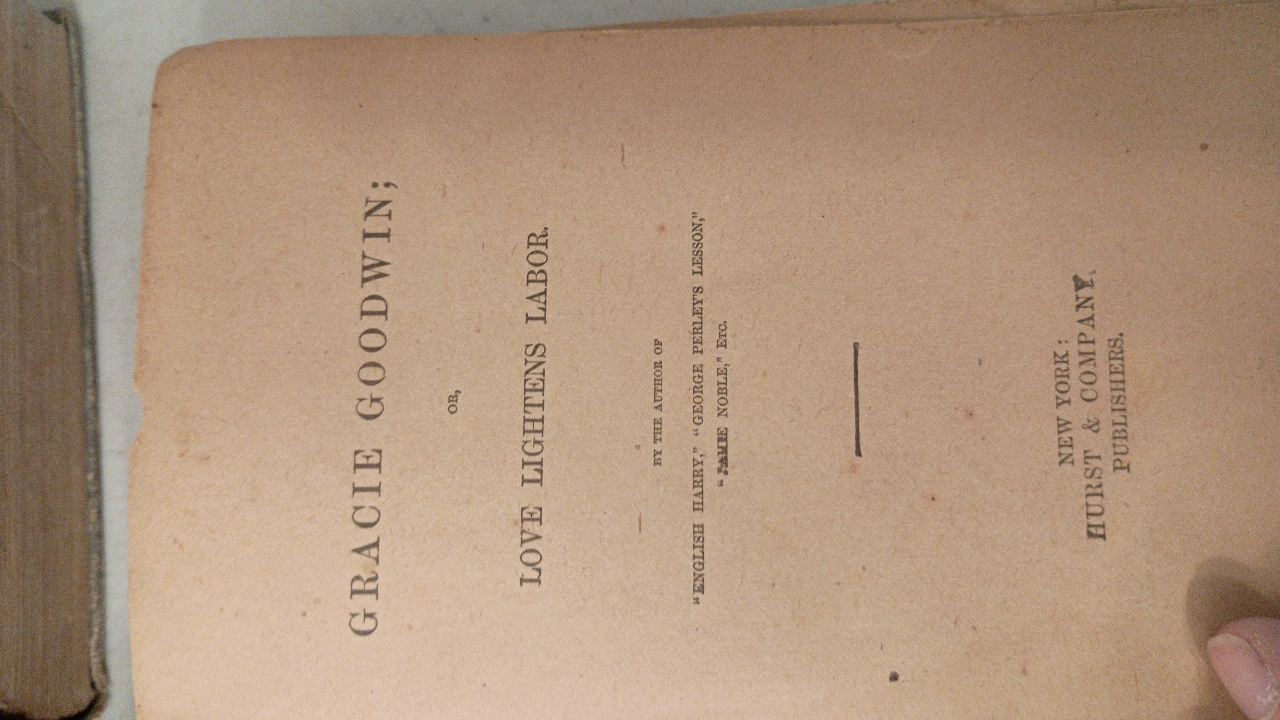 GRACIE GOODWIN;
OR,
LOVE LIGHTENS LABOR.
BY THE AUTHOR OF
"ENGLISH HARRY," "GEORGE PERLEY'S LESSON,"
NOBLE," ETC.
NEW YORK:
HURST & COMPANY,
PUBLISHERS.